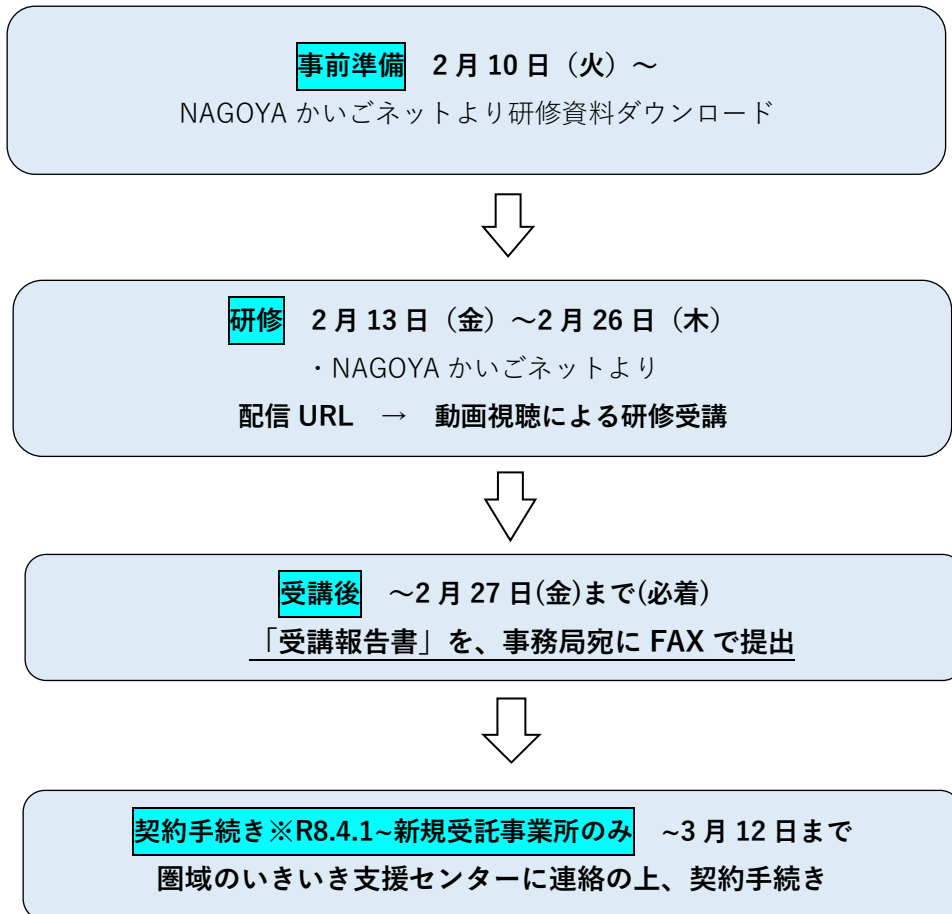 事前準備　2月10日（火）～
NAGOYA かいごネットより研修資料ダウンロード
研修　2月13日（金）～2月26日（木）
・NAGOYA かいごネットより
配信 URL　→　動画視聴による研修受講
受講後　～2月27日(金)まで(必着)
「受講報告書」を、事務局宛に FAX で提出
契約手続き※R8.4.1~新規受託事業所のみ　~3月12日まで
圏域のいきいき支援センターに連絡の上、契約手続き